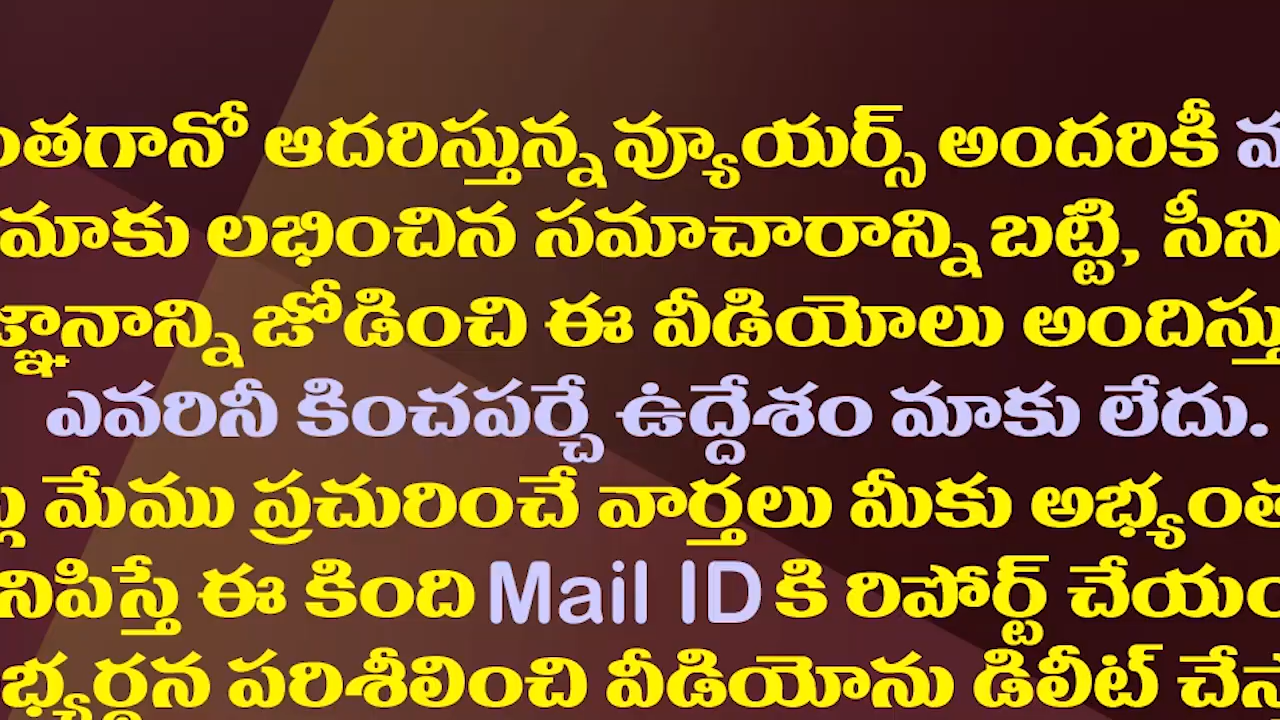 ఆదరిస్తున్న వ్యూయర్స్ అందరికీ
మాకు లభించిన సమాచారాన్ని బట్టి,
జోడించి ఈ వీడియోలు
ఎవరినీ కించపర్చే ఉద్దేశం మాకు లేదు.
మేము ప్రచురించే వార్తలు మీకు
ఈ కింది Mail ID కి రిపోర్ట్
పరిశీలించి వీడియోను డిలీట్